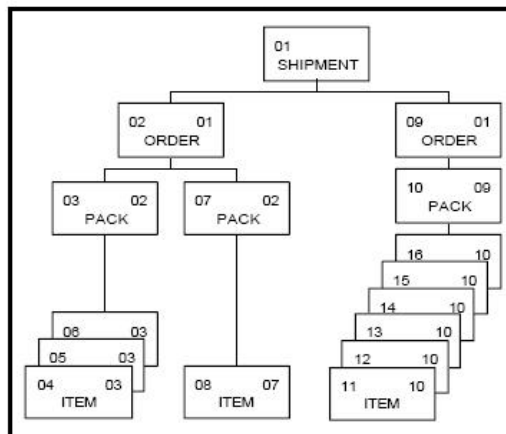 01
SHIPMENT
02 01
ORDER
09 01
ORDER
03 02
PACK
07 02
PACK
10 09
PACK
16 10
15 10
14 10
13 10
12 10
11 10
ITEM
06 03
05 03
04 03
ITEM
08 07
ITEM